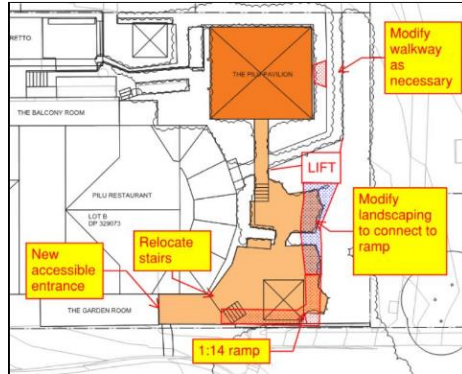 RETTO
THE BALCONY ROOM
THE PILU PAVILION
Modify
walkway
as
necessary
LIFT
PILU RESTAURANT
LOT B
DP 329073
Modify
landscaping
to connect to
ramp
New
accessible
entrance
Relocate
stairs
THE GARDEN ROOM
1:14 ramp